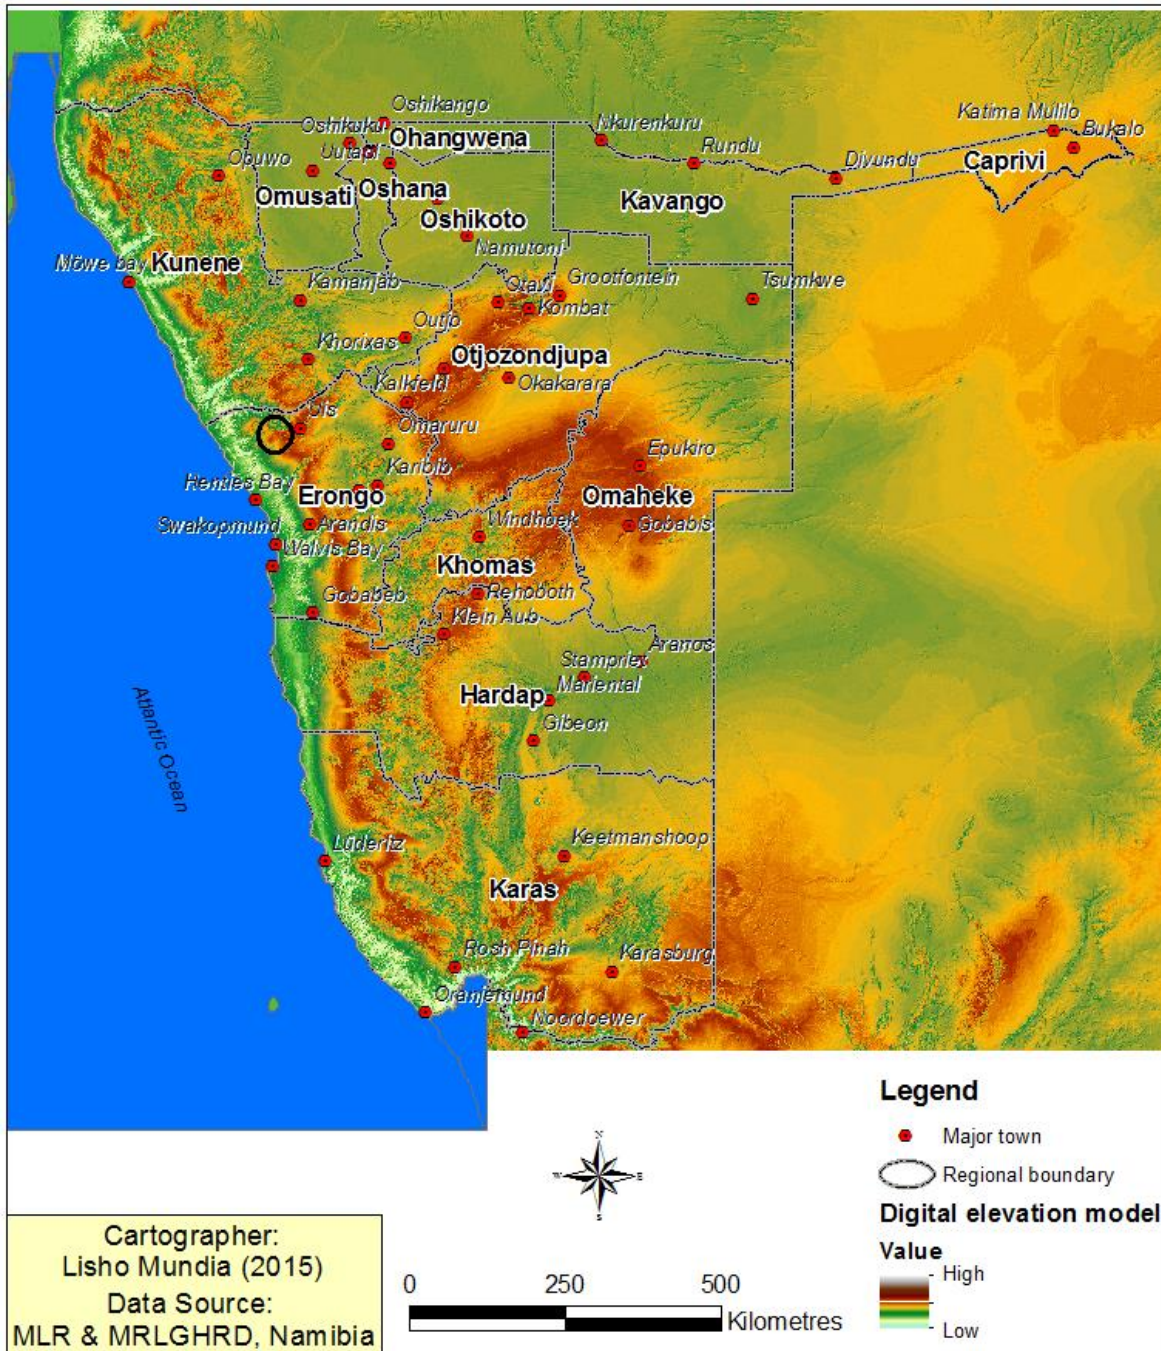 Oshikango
Katima Mulilo
Oshikuku
Nkurenkuru
Bukalo
Ohangwena
Opuwo
Uutapi
Rundu
Divundu
Caprivi
Omusati
Oshana
Kavango
Oshikoto
Namutoni
Möwe bay
Kunene
Kamanjab
Otavi
Grootfontein
Tsumkwe
Kombat
Outjo
Khorixas
Otjozondjupa
Kalkfeld
Okakarara
Uis
Omaruru
Epukiro
Karibib
Henties Bay
Erongo
Omaheke
Swakopmund
Arandis
Windhoek
Gobabis
Walvis Bay
Khomas
Gobabeb
Rehoboth
Klein Aub
Aranos
Stampriet
Hardap
Mariental
Gibeon
Atlantic Ocean
Lüderitz
Keetmanshoop
Karas
Rosh Pinah
Karasburg
Oranjemund
Noordoewer
Legend
Major town
Regional boundary
Digital elevation model
Value
High
Low
N
W
E
S
Cartographer:
Lisho Mundia (2015)
Data Source:
MLR & MRLGHRD, Namibia
0 250 500
Kilometres